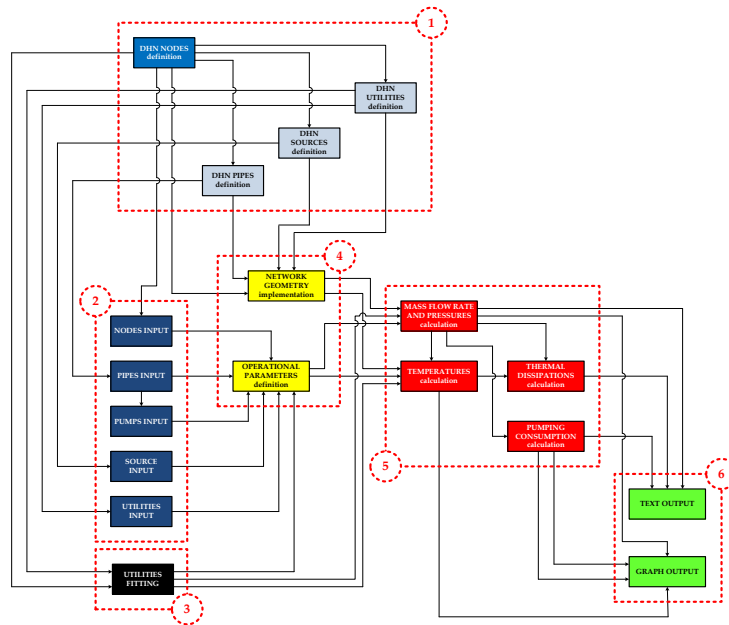 1
DHN NODES
definition
DHN
UTILITIES
definition
DHN
SOURCES
definition
DHN PIPES
definition
4
NETWORK
GEOMETRY
implementation
2
MASS FLOW RATE
AND PRESSURES
calculation
NODES INPUT
PIPES INPUT
OPERATIONAL
PARAMETERS
definition
TEMPERATURES
calculation
THERMAL
DISSIPATIONS
calculation
PUMPS INPUT
PUMPING
CONSUMPTION
calculation
SOURCE
INPUT
5
6
UTILITIES
INPUT
TEXT OUTPUT
UTILITIES
FITTING
GRAPH OUTPUT
3